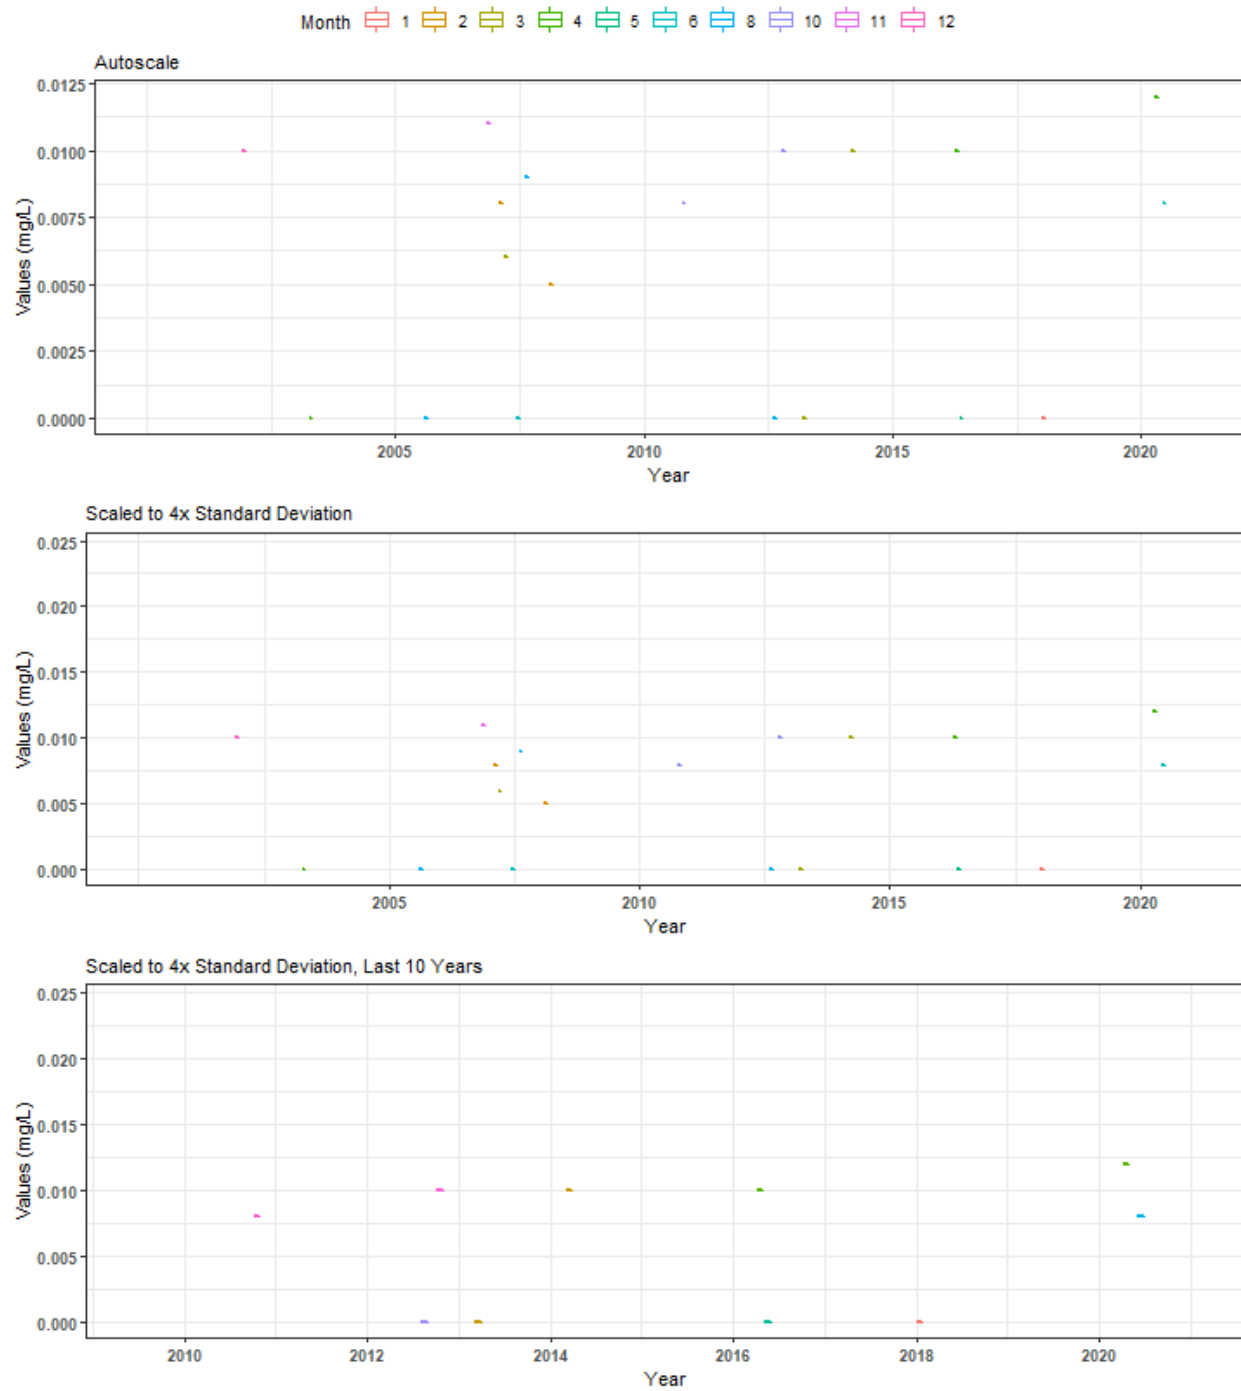 Month 1 2 3 4 5 6 8 10 11 12
Autoscale
0.0125
0.0100
0.0075
0.0050
0.0025
0.0000
Values (mg/L)
2005 2010 2015 2020
Year
Scaled to 4x Standard Deviation
0.025
0.020
0.015
0.010
0.005
0.000
Values (mg/L)
2005 2010 2015 2020
Year
Scaled to 4x Standard Deviation, Last 10 Years
0.025
0.020
0.015
0.010
0.005
0.000
Values (mg/L)
2010 2012 2014 2016 2018 2020
Year